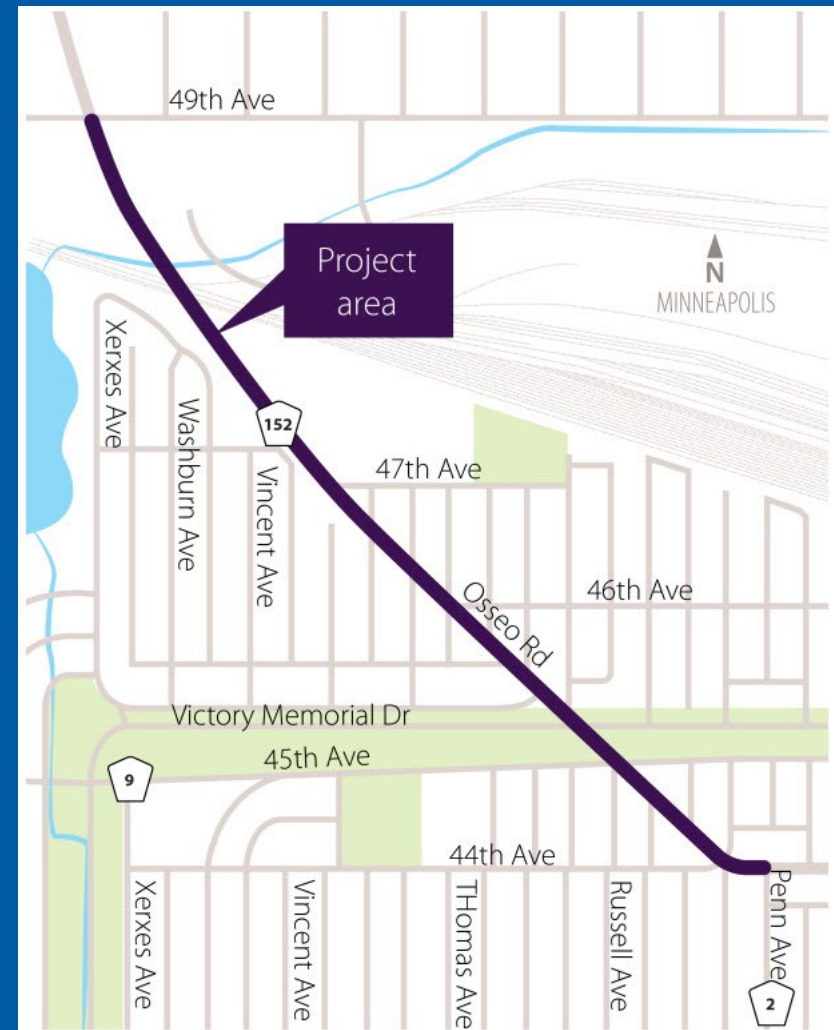 49th Ave
Project
area
N
MINNEAPOLIS
Xerxes Ave
Washburn Ave
152
Vincent Ave
47th Ave
Osseo Rd
46th Ave
Victory Memorial Dr
45th Ave
9
44th Ave
Xerxes Ave
Vincent Ave
THomas Ave
Russell Ave
Penn Ave
2